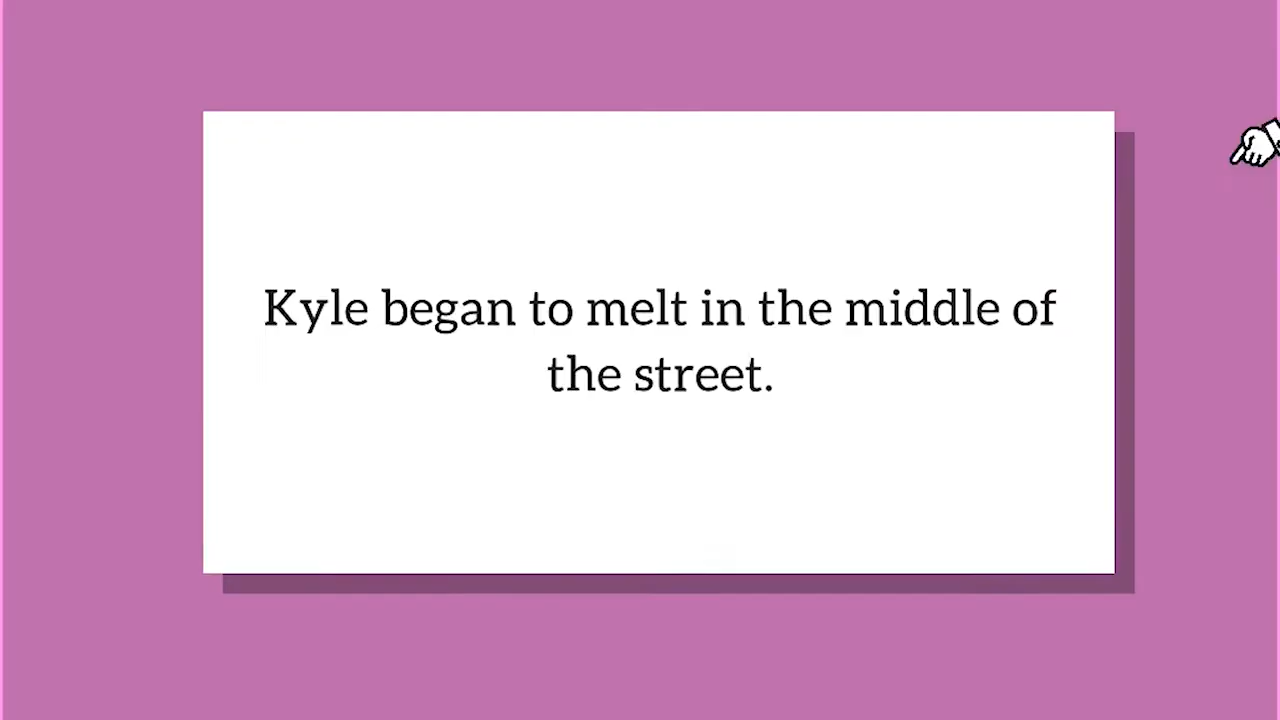 Kyle began to melt in the middle of
the street.